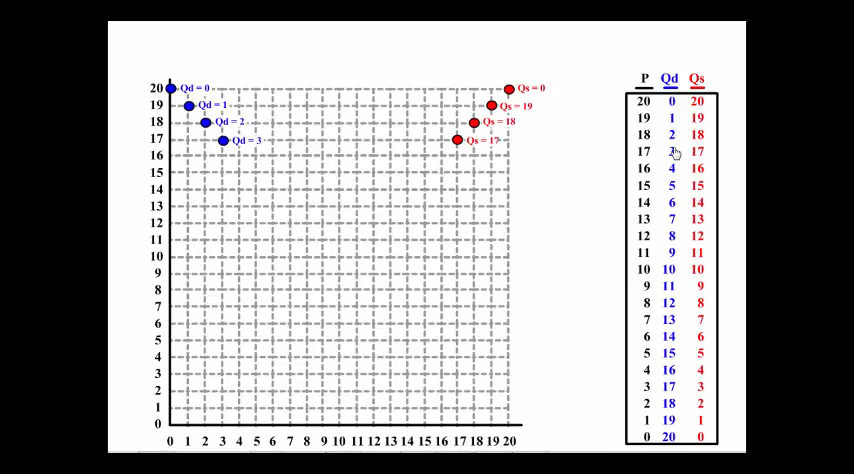 P Qd Qs
20 Qd = 0 Qs = 0 20 0 20
19 Qd = 1 Qs = 19 19 1 19
18 Qd = 2 Qs = 18 18 2 18
17 Qd = 3 Qs = 17 17 3 17
16 16 4 16
15 15 5 15
14 14 6 14
13 13 7 13
12 12 8 12
11 11 9 11
10 10 10 10
9 9 11 9
8 8 12 8
7 7 13 7
6 6 14 6
5 5 15 5
4 4 16 4
3 3 17 3
2 2 18 2
1 1 19 1
0 0 20 0
0 1 2 3 4 5 6 7 8 9 10 11 12 13 14 15 16 17 18 19 20